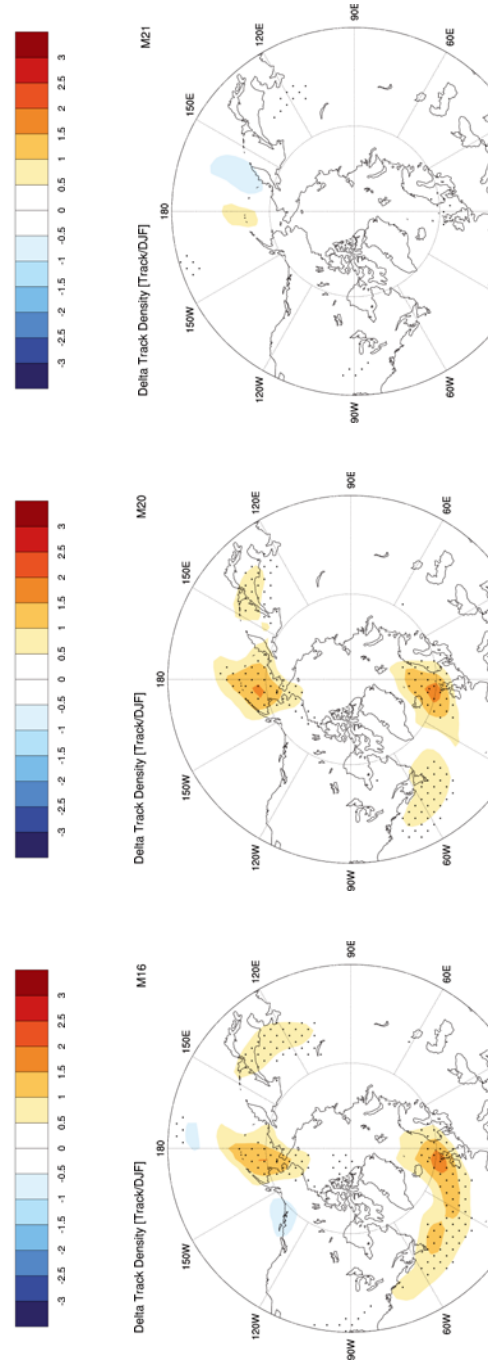 -3 -2.5 -2 -1.5 -1 -0.5 0 0.5 1 1.5 2 2.5 3
Delta Track Density [Track/DJF] M16
180
150W 150E
120W 120E
90W 90E
60W 60E
-3 -2.5 -2 -1.5 -1 -0.5 0 0.5 1 1.5 2 2.5 3
Delta Track Density [Track/DJF] M20
180
150W 150E
120W 120E
90W 90E
60W 60E
-3 -2.5 -2 -1.5 -1 -0.5 0 0.5 1 1.5 2 2.5 3
Delta Track Density [Track/DJF] M21
180
150W 150E
120W 120E
90W 90E
60W 60E